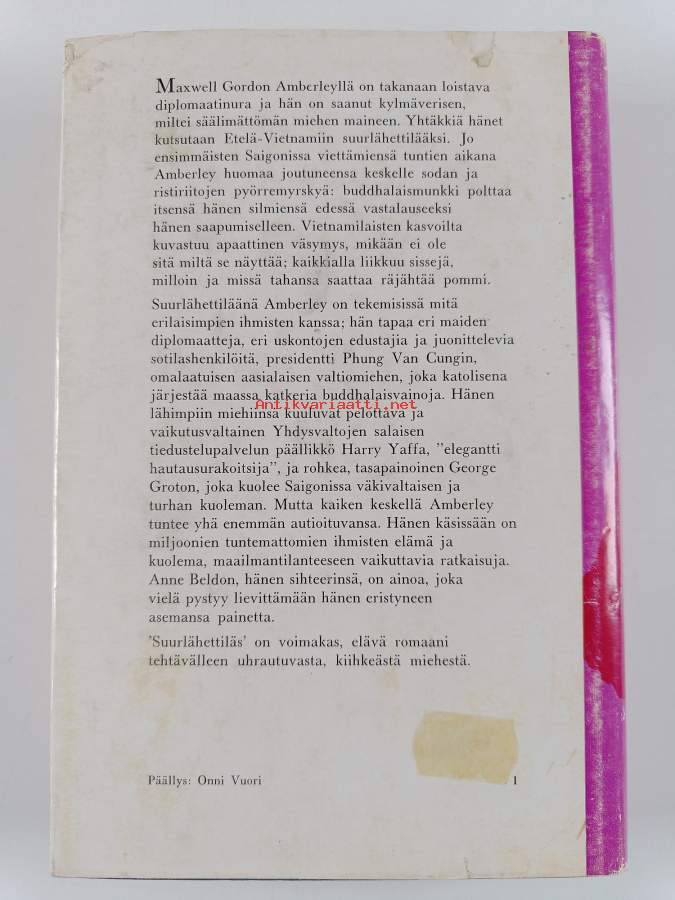 Maxwell Gordon Amberleyllä on takanaan loistava
diplomaatinura ja hän on saanut kylmäverisen,
miltei säälimättömän miehen maineen. Yhtäkkiä hänet
kutsutaan Etelä-Vietnamiin suurlähettilääksi. Jo
ensimmäisten Saigonissa viettämiensä tuntien aikana
Amberley huomaa joutuneensa keskelle sodan ja
ristiriitojen pyörremyrskyä: buddhalaismunkki polttaa
itsensä hänen silmiensä edessä vastalauseeksi
hänen saapumiselleen. Vietnamilaisten kasvoilta
kuvastuu apaattinen väsymys, mikään ei ole
sitä miltä se näyttää; kaikkialla liikkuu sissejä,
milloin ja missä tahansa saattaa räjähtää pommi.
Suurlähettiläänä Amberley on tekemisissä mitä
erilaisimpien ihmisten kanssa; hän tapaa eri maiden
diplomaatteja, eri uskontojen edustajia ja juonittelevia
sotilashenkilöitä, presidentti Phung Van Cungin,
omalaatuisen aasialaisen valtiomiehen, joka katolisena
järjestää maassa katkeria buddhalaisvainoja. Hänen
Antikvariaatti.net
lähimpiin miehiinsä kuuluvat pelottava ja
vaikutusvaltainen Yhdysvaltojen salaisen
tiedustelupalvelun päällikkö Harry Yaffa, ”elegantti
hautausurakoitsija”, ja rohkea, tasapainoinen George
Groton, joka kuolee Saigonissa väkivaltaisen ja
turhan kuoleman. Mutta kaiken keskellä Amberley
tuntee yhä enemmän autioituvansa. Hänen käsissään on
miljoonien tuntemattomien ihmisten elämä ja
kuolema, maailmantilanteeseen vaikuttavia ratkaisuja.
Anne Beldon, hänen sihteerinsä, on ainoa, joka
vielä pystyy lievittämään hänen eristyneen
asemansa painetta.
’Suurlähettiläs’ on voimakas, elävä romaani
tehtävälleen uhrautuvasta, kiihkeästä miehestä.
Päällys: Onni Vuori 1